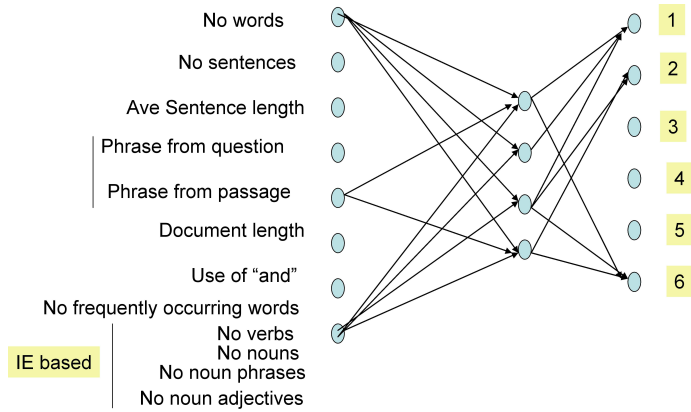 No words
No sentences
Ave Sentence length
Phrase from question
Phrase from passage
Document length
Use of “and”
No frequently occurring words
No verbs
No nouns
No noun phrases
No noun adjectives
IE based
1
2
3
4
5
6